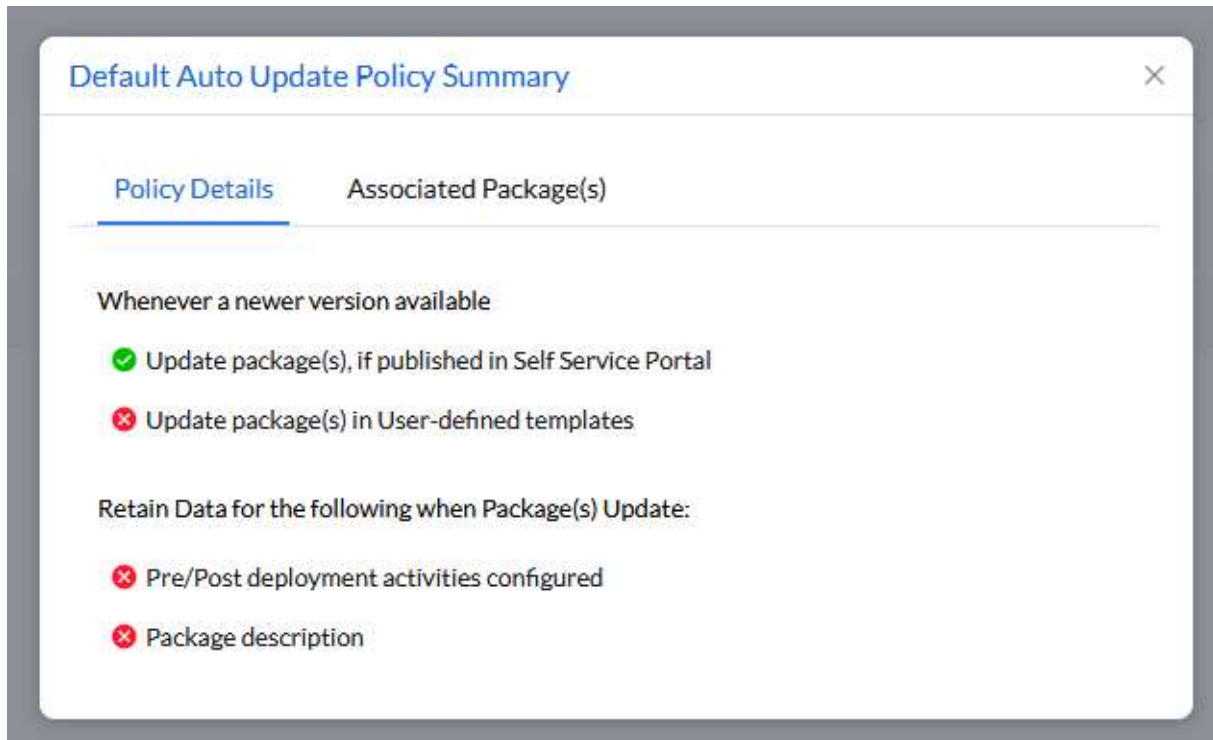 Default Auto Update Policy Summary
Policy Details
Associated Package(s)
Whenever a newer version available
Update package(s), if published in Self Service Portal
Update package(s) in User-defined templates
Retain Data for the following when Package(s) Update:
Pre/Post deployment activities configured
Package description